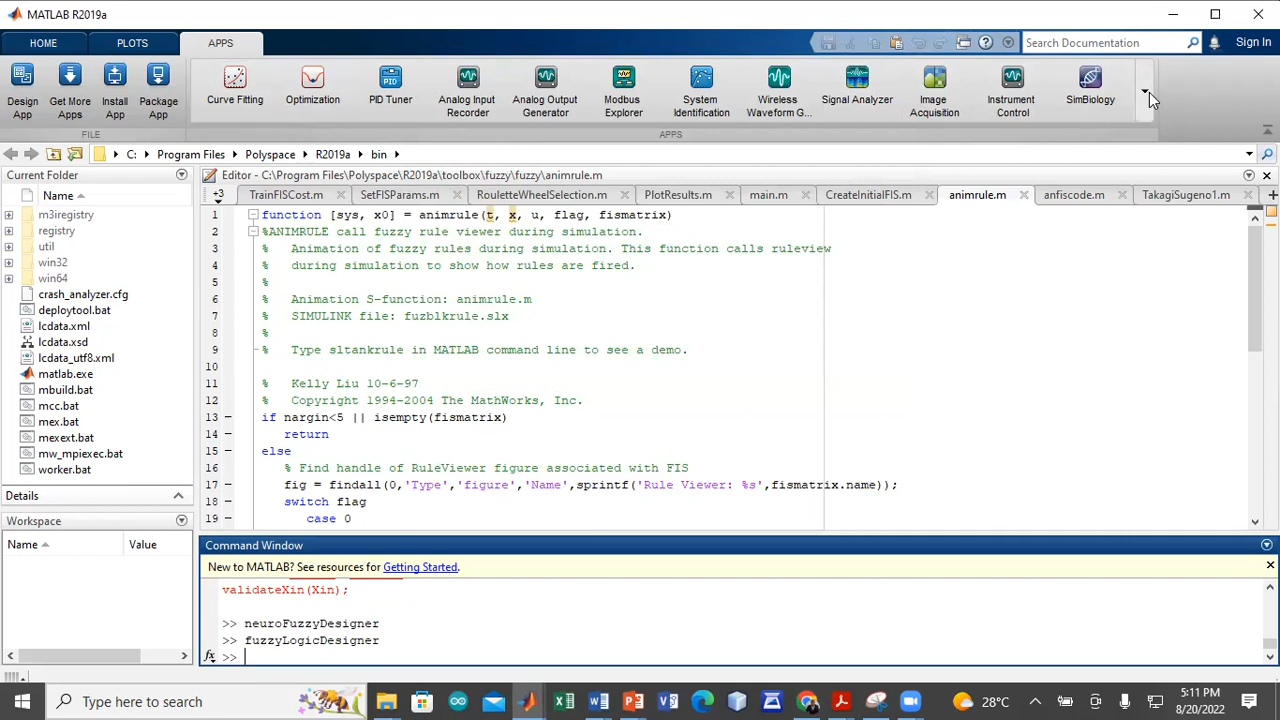 MATLAB R2019a
HOME PLOTS APPS
Search Documentation Sign In
Design App
Get More Apps
Install App
Package App
Curve Fitting
Optimization
PID Tuner
Analog Input Recorder
Analog Output Generator
Modbus Explorer
System Identification
Wireless Waveform G...
Signal Analyzer
Image Acquisition
Instrument Control
SimBiology
FILE APPS
C: Program Files Polyspace R2019a bin
Current Folder
Name
m3iregistry
registry
util
win32
win64
crash_analyzer.cfg
deploytool.bat
lcdata.xml
lcdata.xsd
lcdata_utf8.xml
matlab.exe
mbuild.bat
mcc.bat
mex.bat
mexext.bat
mw_mpiexec.bat
worker.bat
Details
Workspace
Name Value
Editor - C:\Program Files\Polyspace\R2019a\toolbox\fuzzy\fuzzy\animrule.m
+3 TrainFISCost.m SetFISParams.m RouletteWheelSelection.m PlotResults.m main.m CreateInitialFIS.m animrule.m anfiscode.m TakagiSugeno1.m
1 function [sys, x0] = animrule(t, x, u, flag, fismatrix)
2 %ANIMRULE call fuzzy rule viewer during simulation.
3 % Animation of fuzzy rules during simulation. This function calls ruleview
4 % during simulation to show how rules are fired.
5 %
6 % Animation S-function: animrule.m
7 % SIMULINK file: fuzblkrule.slx
8 %
9 % Type sltankrule in MATLAB command line to see a demo.
10
11 % Kelly Liu 10-6-97
12 % Copyright 1994-2004 The MathWorks, Inc.
13 if nargin<5 || isempty(fismatrix)
14 return
15 else
16 % Find handle of RuleViewer figure associated with FIS
17 fig = findall(0,'Type','figure','Name',sprintf('Rule Viewer: %s',fismatrix.name));
18 switch flag
19 case 0
Command Window
New to MATLAB? See resources for Getting Started.
validateXin(Xin);
>> neuroFuzzyDesigner
>> fuzzyLogicDesigner
fx >>
Type here to search
28°C
5:11 PM
8/20/2022